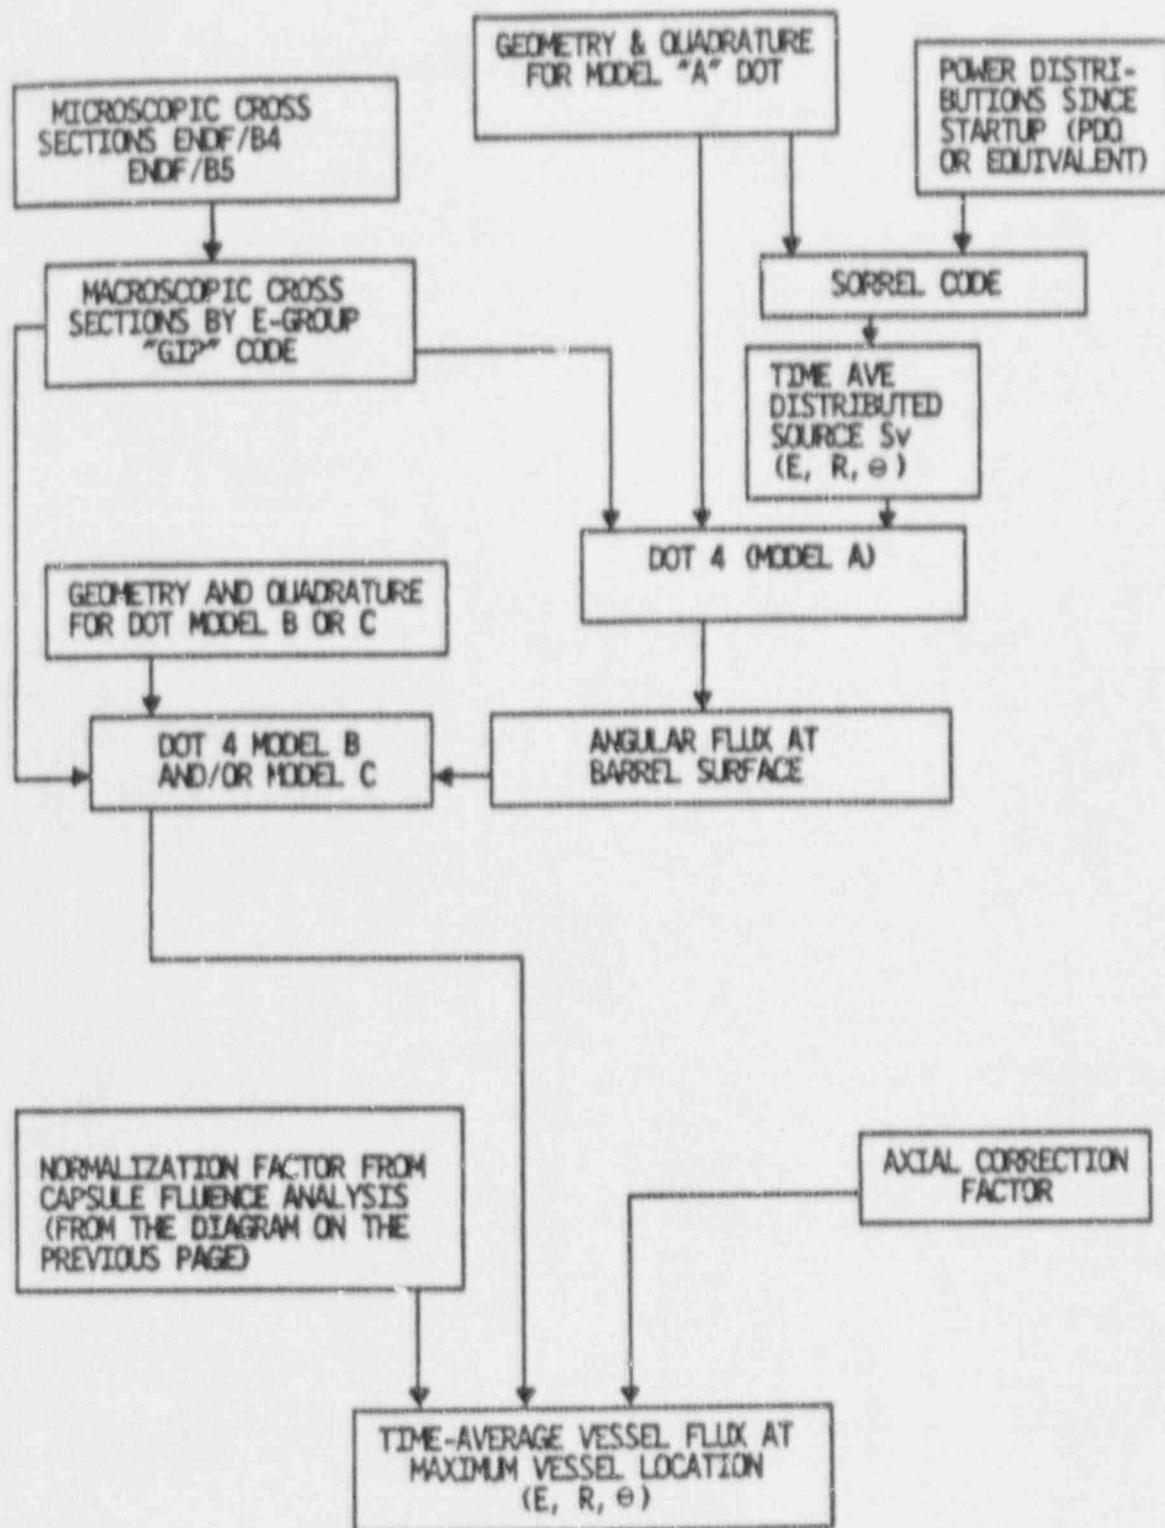 GEOMETRY & QUADRATURE
FOR MODEL "A" DOT
POWER DISTRI-
BUTIONS SINCE
STARTUP (PDQ
OR EQUIVALENT)
MICROSCOPIC CROSS
SECTIONS ENDF/B4
ENDF/B5
MACROSCOPIC CROSS
SECTIONS BY E-GROUP
"GIP" CODE
SORREL CODE
TIME AVE
DISTRIBUTED
SOURCE Sv
(E, R, θ)
DOT 4 (MODEL A)
GEOMETRY AND QUADRATURE
FOR DOT MODEL B OR C
DOT 4 MODEL B
AND/OR MODEL C
ANGULAR FLUX AT
BARREL SURFACE
NORMALIZATION FACTOR FROM
CAPSULE FLUENCE ANALYSIS
(FROM THE DIAGRAM ON THE
PREVIOUS PAGE)
AXIAL CORRECTION
FACTOR
TIME-AVERAGE VESSEL FLUX AT
MAXIMUM VESSEL LOCATION
(E, R, θ)